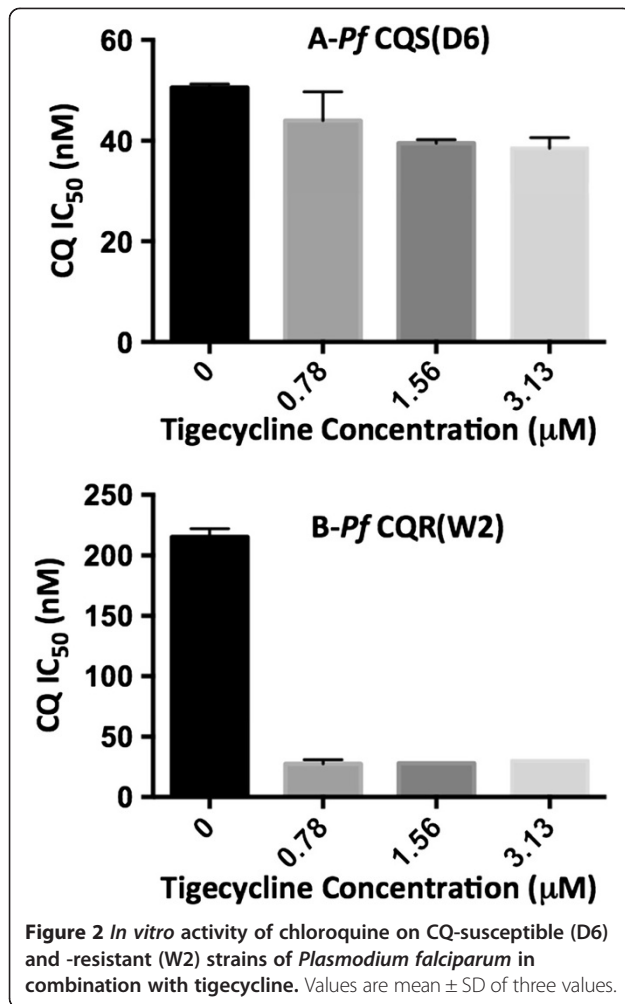 A-Pf CQS(D6)
CQ IC50 (nM)
60
40
20
0
0
0.78
1.56
3.13
Tigecycline Concentration (µM)
B-Pf CQR(W2)
CQ IC50 (nM)
250
200
150
100
50
0
0
0.78
1.56
3.13
Tigecycline Concentration (µM)
Figure 2 In vitro activity of chloroquine on CQ-susceptible (D6)
and -resistant (W2) strains of Plasmodium falciparum in
combination with tigecycline. Values are mean ± SD of three values.